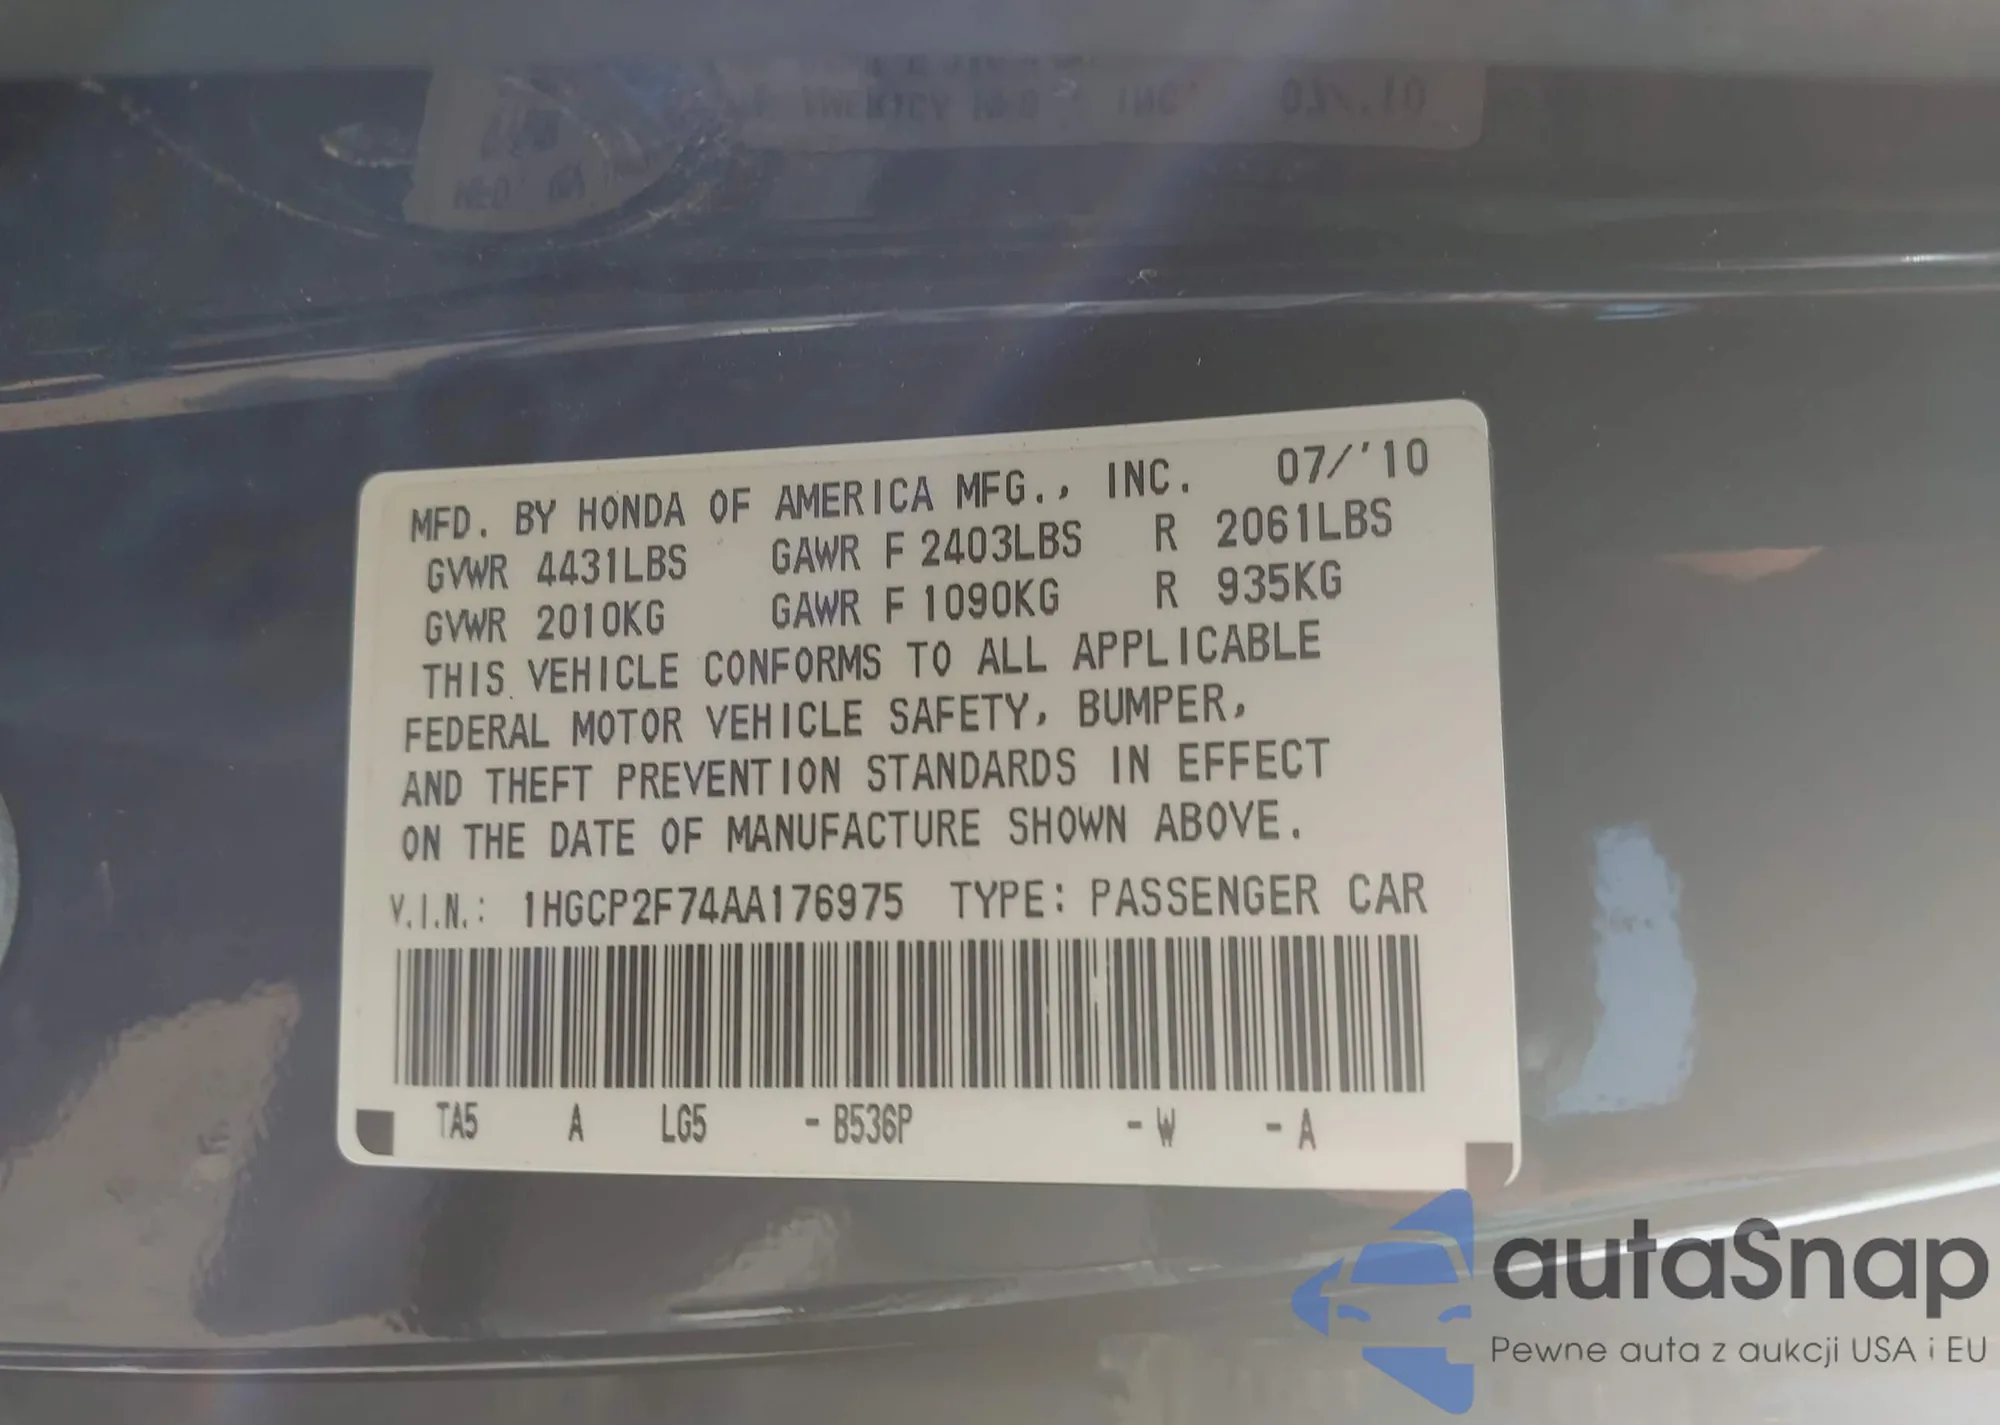 MFD. BY HONDA OF AMERICA MFG., INC. 07/'10
GVWR 4431LBS GAWR F 2403LBS R 2061LBS
GVWR 2010KG GAWR F 1090KG R 935KG
THIS VEHICLE CONFORMS TO ALL APPLICABLE
FEDERAL MOTOR VEHICLE SAFETY, BUMPER,
AND THEFT PREVENTION STANDARDS IN EFFECT
ON THE DATE OF MANUFACTURE SHOWN ABOVE.
V.I.N.: 1HGCP2F74AA176975 TYPE: PASSENGER CAR
TA5 A LG5 - B536P - W - A
autaSnap
Pewne auta z aukcji USA i EU